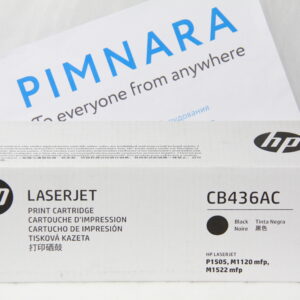 PIMNARA
To everyone from anywhere
hp
LASERJET
PRINT CARTRIDGE
CARTOUCHE D'IMPRESSION
CARTUCHO DE IMPRESIÓN
TISKOVÁ KAZETA
打印硒鼓
hp
CB436AC
Black Tinta Negra
Noire 黑色
HP LASERJET
P1505, M1120 mfp,
M1522 mfp